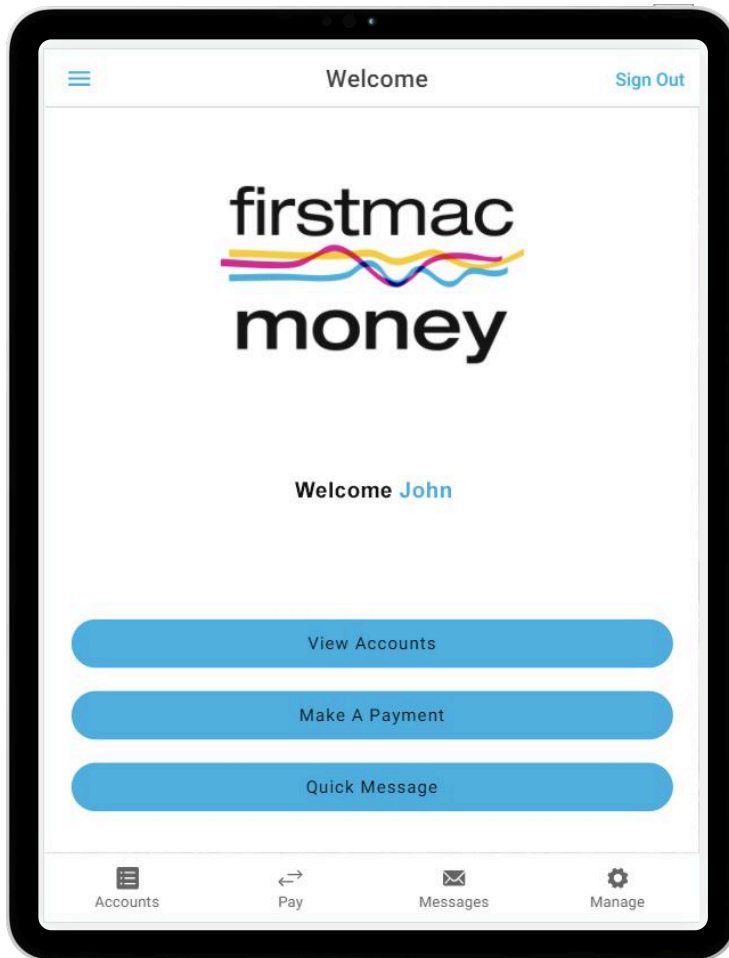 Welcome
Sign Out
firstmac
money
Welcome John
View Accounts
Make A Payment
Quick Message
Accounts
Pay
Messages
Manage